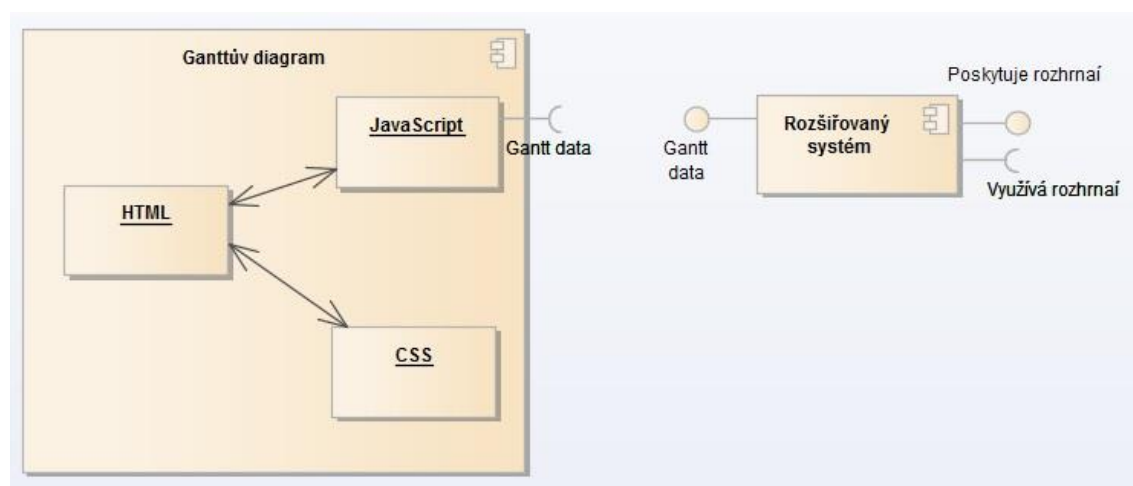 Ganttův diagram
JavaScript
Gantt data
HTML
CSS
Poskytuje rozhrnaí
Rozšiřovaný
systém
Gantt
data
Využívá rozhrnaí